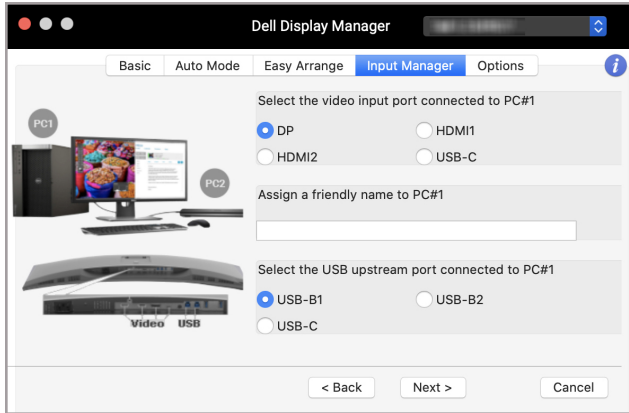 Dell Display Manager
Basic Auto Mode Easy Arrange Input Manager Options i
Select the video input port connected to PC#1
DP HDMI1
HDMI2 USB-C
PC1
PC2
Assign a friendly name to PC#1
Select the USB upstream port connected to PC#1
USB-B1 USB-B2
USB-C
Video USB
< Back Next > Cancel